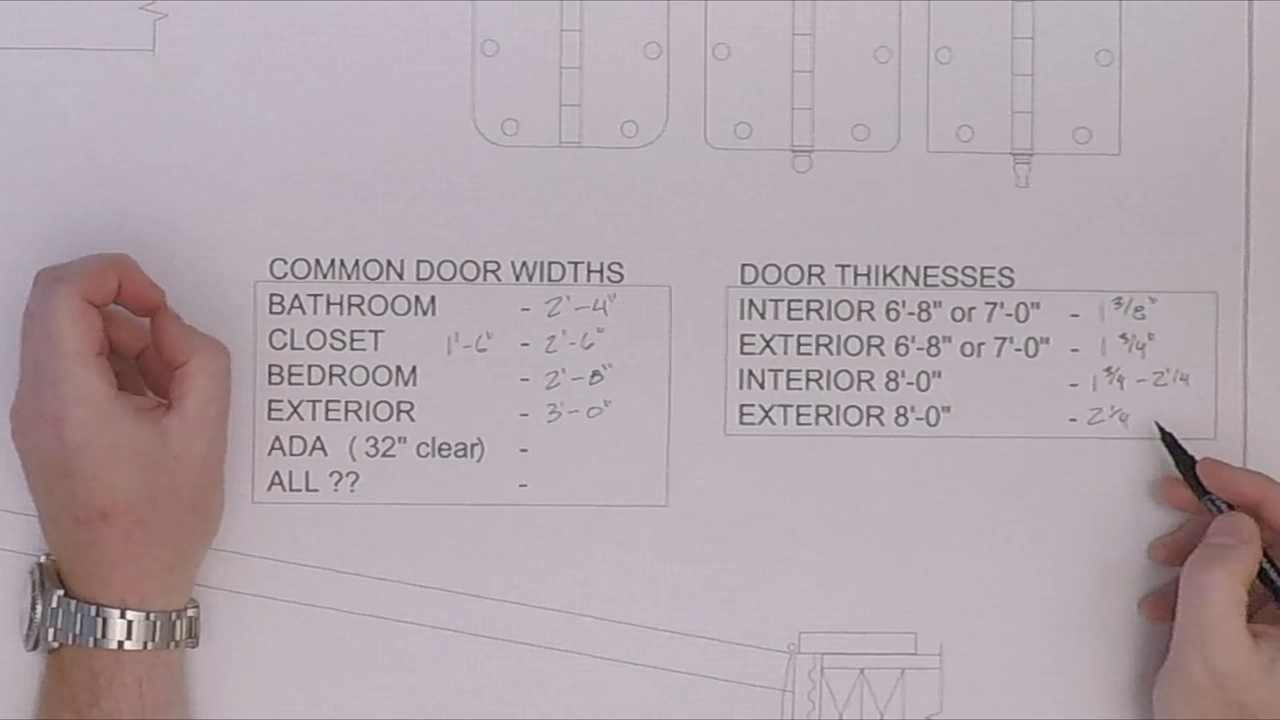 COMMON DOOR WIDTHS
BATHROOM - 2'-4"
CLOSET 1'-6" - 2'-6"
BEDROOM - 2'-8"
EXTERIOR - 3'-0"
ADA ( 32" clear) -
ALL ?? -
DOOR THIKNESSES
INTERIOR 6'-8" or 7'-0" - 1 3/8"
EXTERIOR 6'-8" or 7'-0" - 1 3/4"
INTERIOR 8'-0" - 1 3/4 - 2 1/4
EXTERIOR 8'-0" - 2 1/4